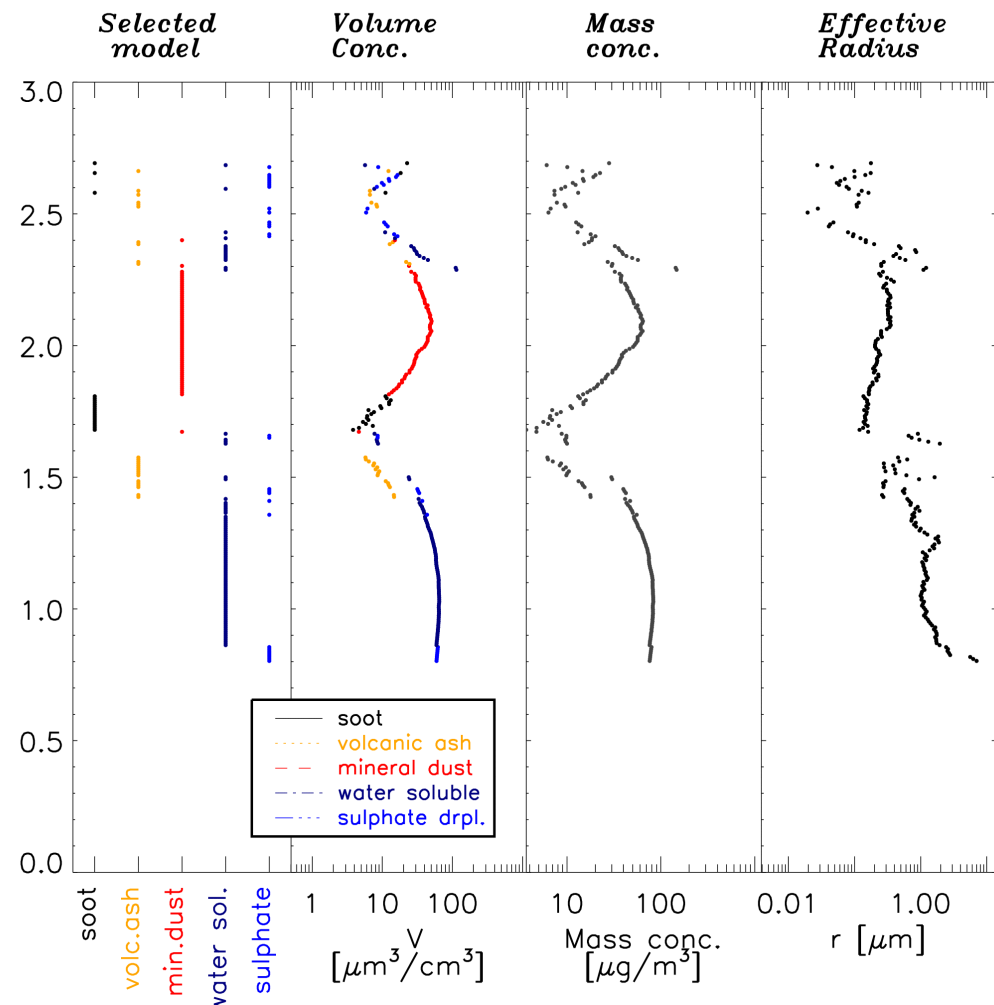 Selected
model
Volume
Conc.
Mass
conc.
Effective
Radius
3.0
2.5
2.0
1.5
1.0
0.5
0.0
soot
volcanic ash
mineral dust
water soluble
sulphate drpl.
soot
volc.ash
min.dust
water sol.
sulphate
1 10 100
V
[μm³/cm³]
10 100
Mass conc.
[μg/m³]
0.01 1.00
r [μm]